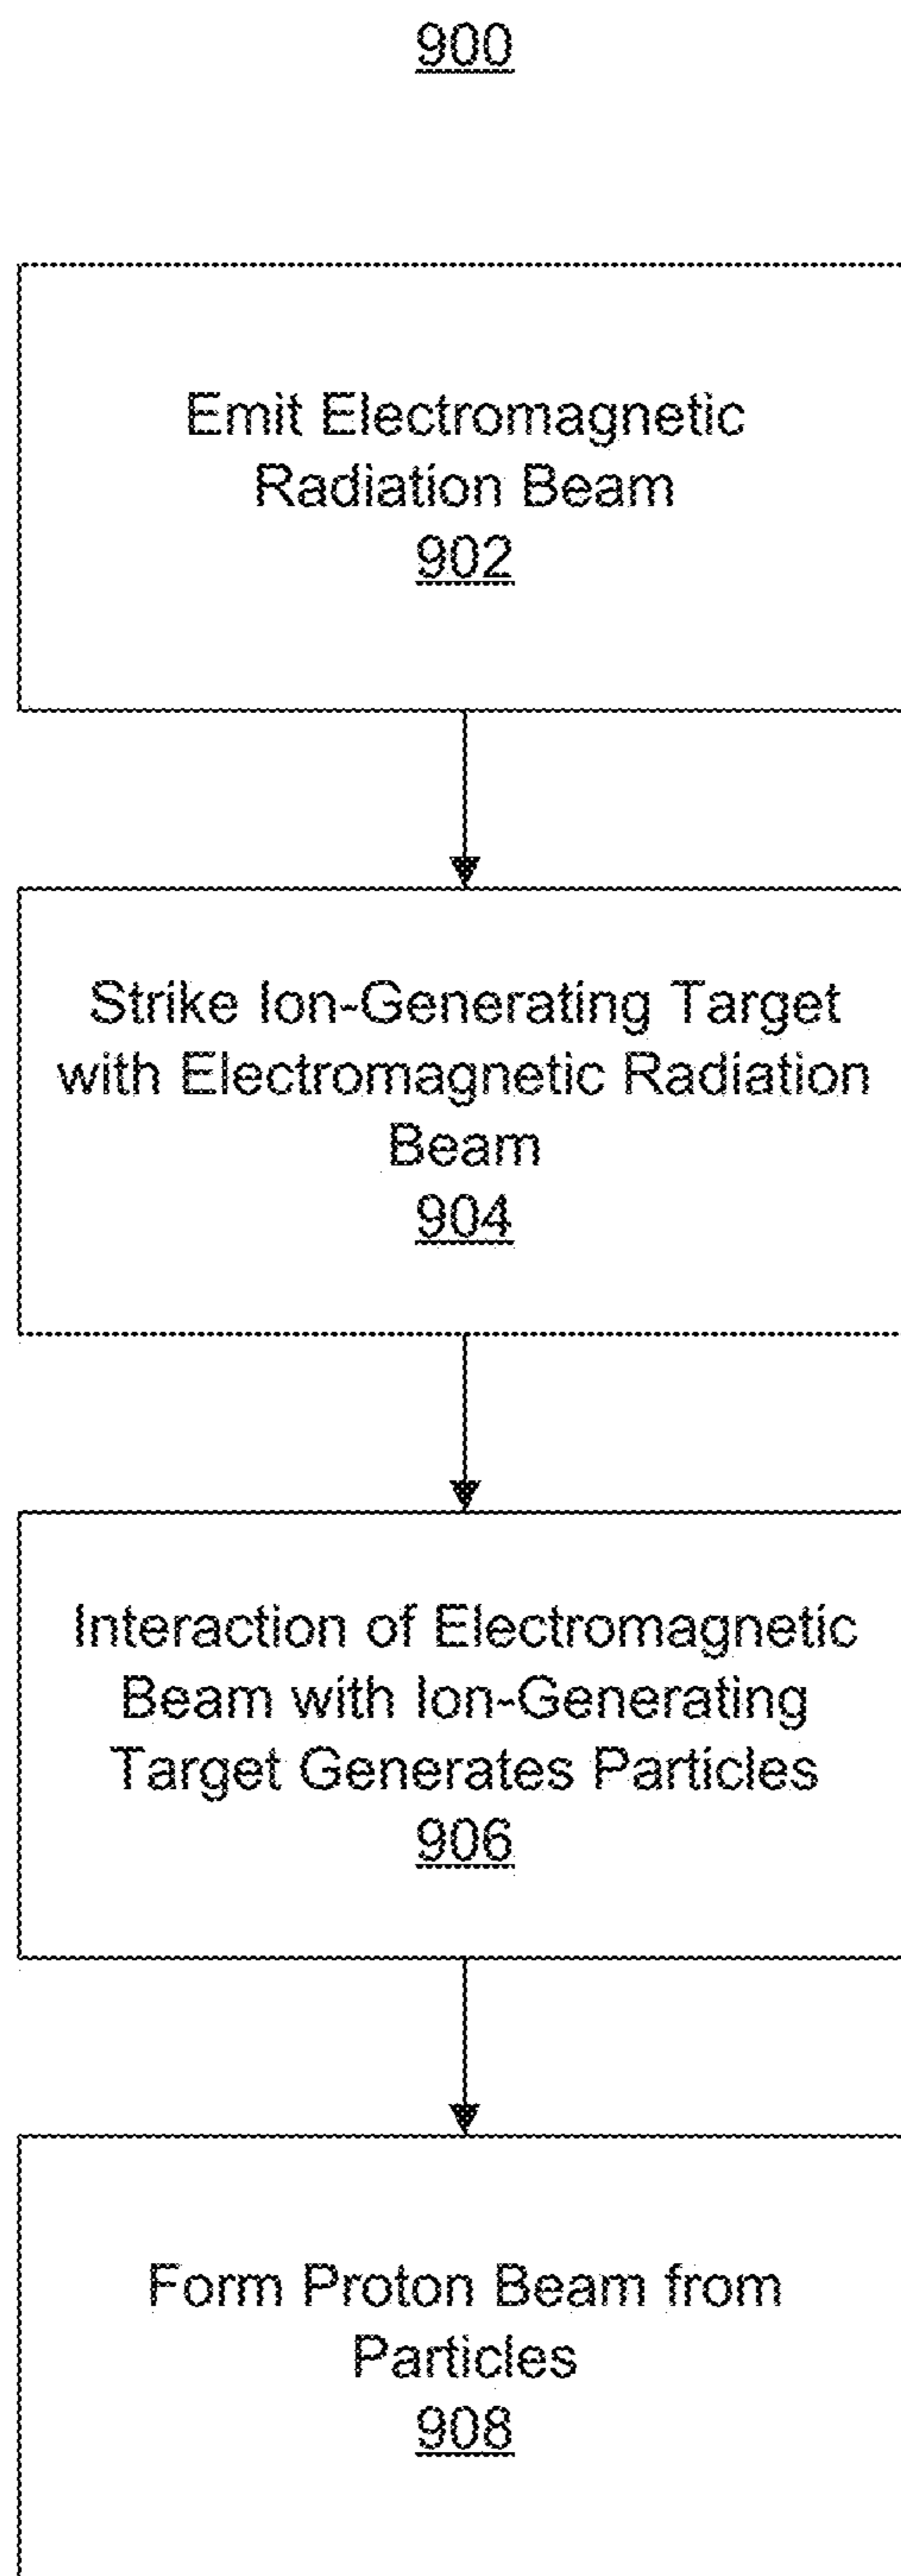 900
Emit Electromagnetic
Radiation Beam
902
Strike Ion-Generating Target
with Electromagnetic Radiation
Beam
904
Interaction of Electromagnetic
Beam with Ion-Generating
Target Generates Particles
906
Form Proton Beam from
Particles
908